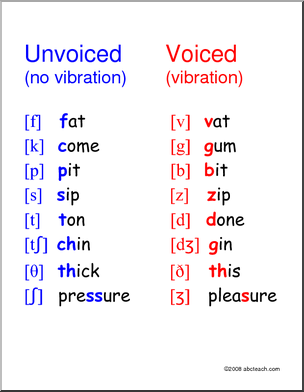 Unvoiced Voiced
(no vibration) (vibration)
[f] fat [v] vat
[k] come [g] gum
[p] pit [b] bit
[s] sip [z] zip
[t] ton [d] done
[tʃ] chin [dʒ] gin
[θ] thick [ð] this
[ʃ] pressure [ʒ] pleasure
©2008 abcteach.com